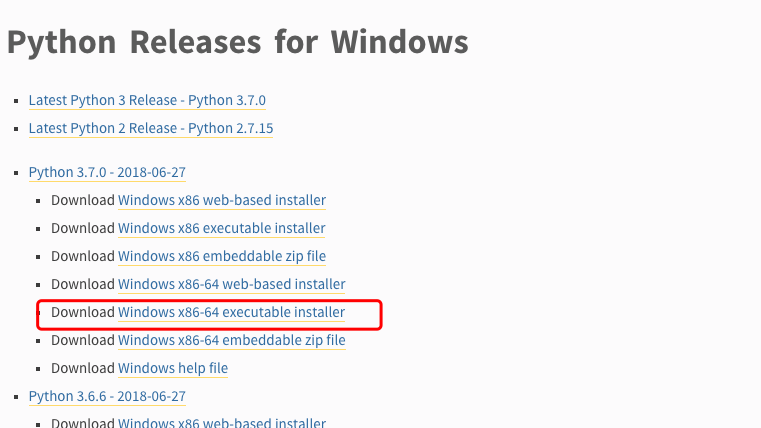 Python Releases for Windows
Latest Python 3 Release - Python 3.7.0
Latest Python 2 Release - Python 2.7.15
Python 3.7.0 - 2018-06-27
Download Windows x86 web-based installer
Download Windows x86 executable installer
Download Windows x86 embeddable zip file
Download Windows x86-64 web-based installer
Download Windows x86-64 executable installer
Download Windows x86-64 embeddable zip file
Download Windows help file
Python 3.6.6 - 2018-06-27
Download Windows x86 web-based installer